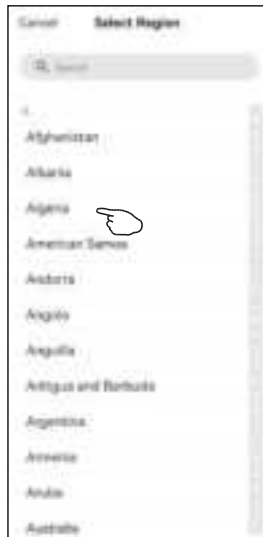 Cancel Select Region
Search
A
Afghanistan
Albania
Algeria
American Samoa
Andorra
Angola
Anguilla
Antigua and Barbuda
Argentina
Armenia
Aruba
Australia